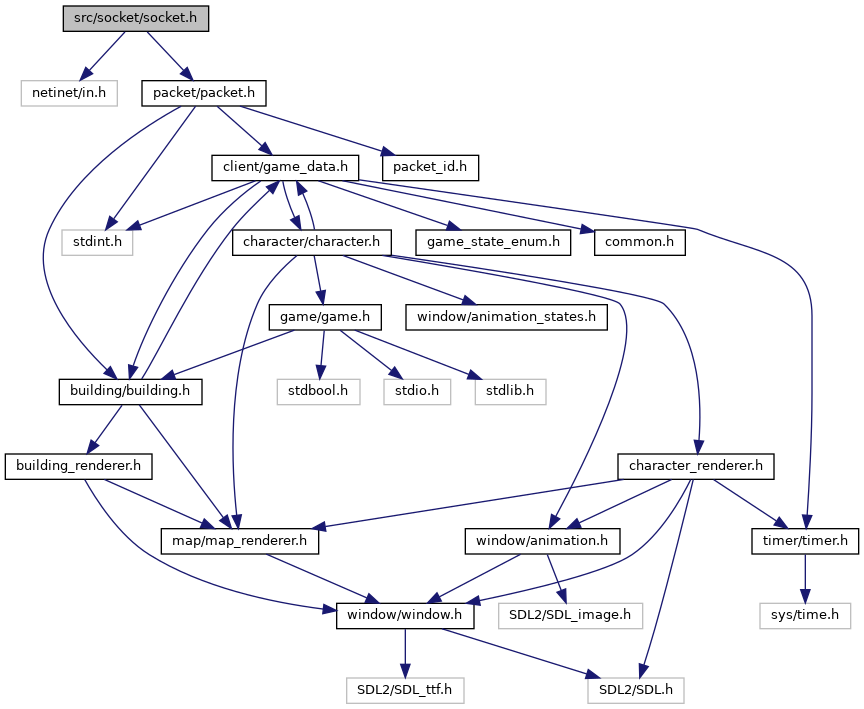 src/socket/socket.h
netinet/in.h
packet/packet.h
client/game_data.h
packet_id.h
stdint.h
character/character.h
game_state_enum.h
common.h
game/game.h
window/animation_states.h
building/building.h
stdbool.h
stdio.h
stdlib.h
building_renderer.h
character_renderer.h
map/map_renderer.h
window/animation.h
timer/timer.h
window/window.h
SDL2/SDL_image.h
sys/time.h
SDL2/SDL_ttf.h
SDL2/SDL.h